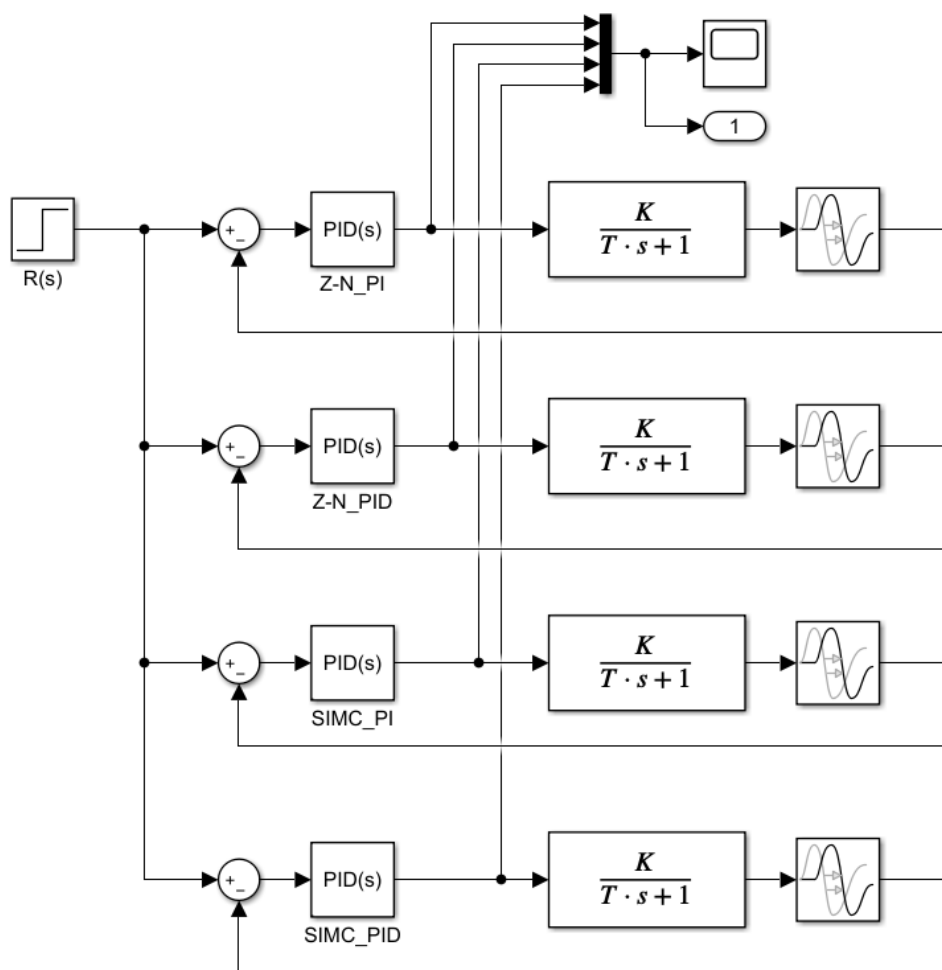 1
R(s)
+
−
PID(s)
Z-N_PI
K
T · s + 1
+
−
PID(s)
Z-N_PID
K
T · s + 1
+
−
PID(s)
SIMC_PI
K
T · s + 1
+
−
PID(s)
SIMC_PID
K
T · s + 1